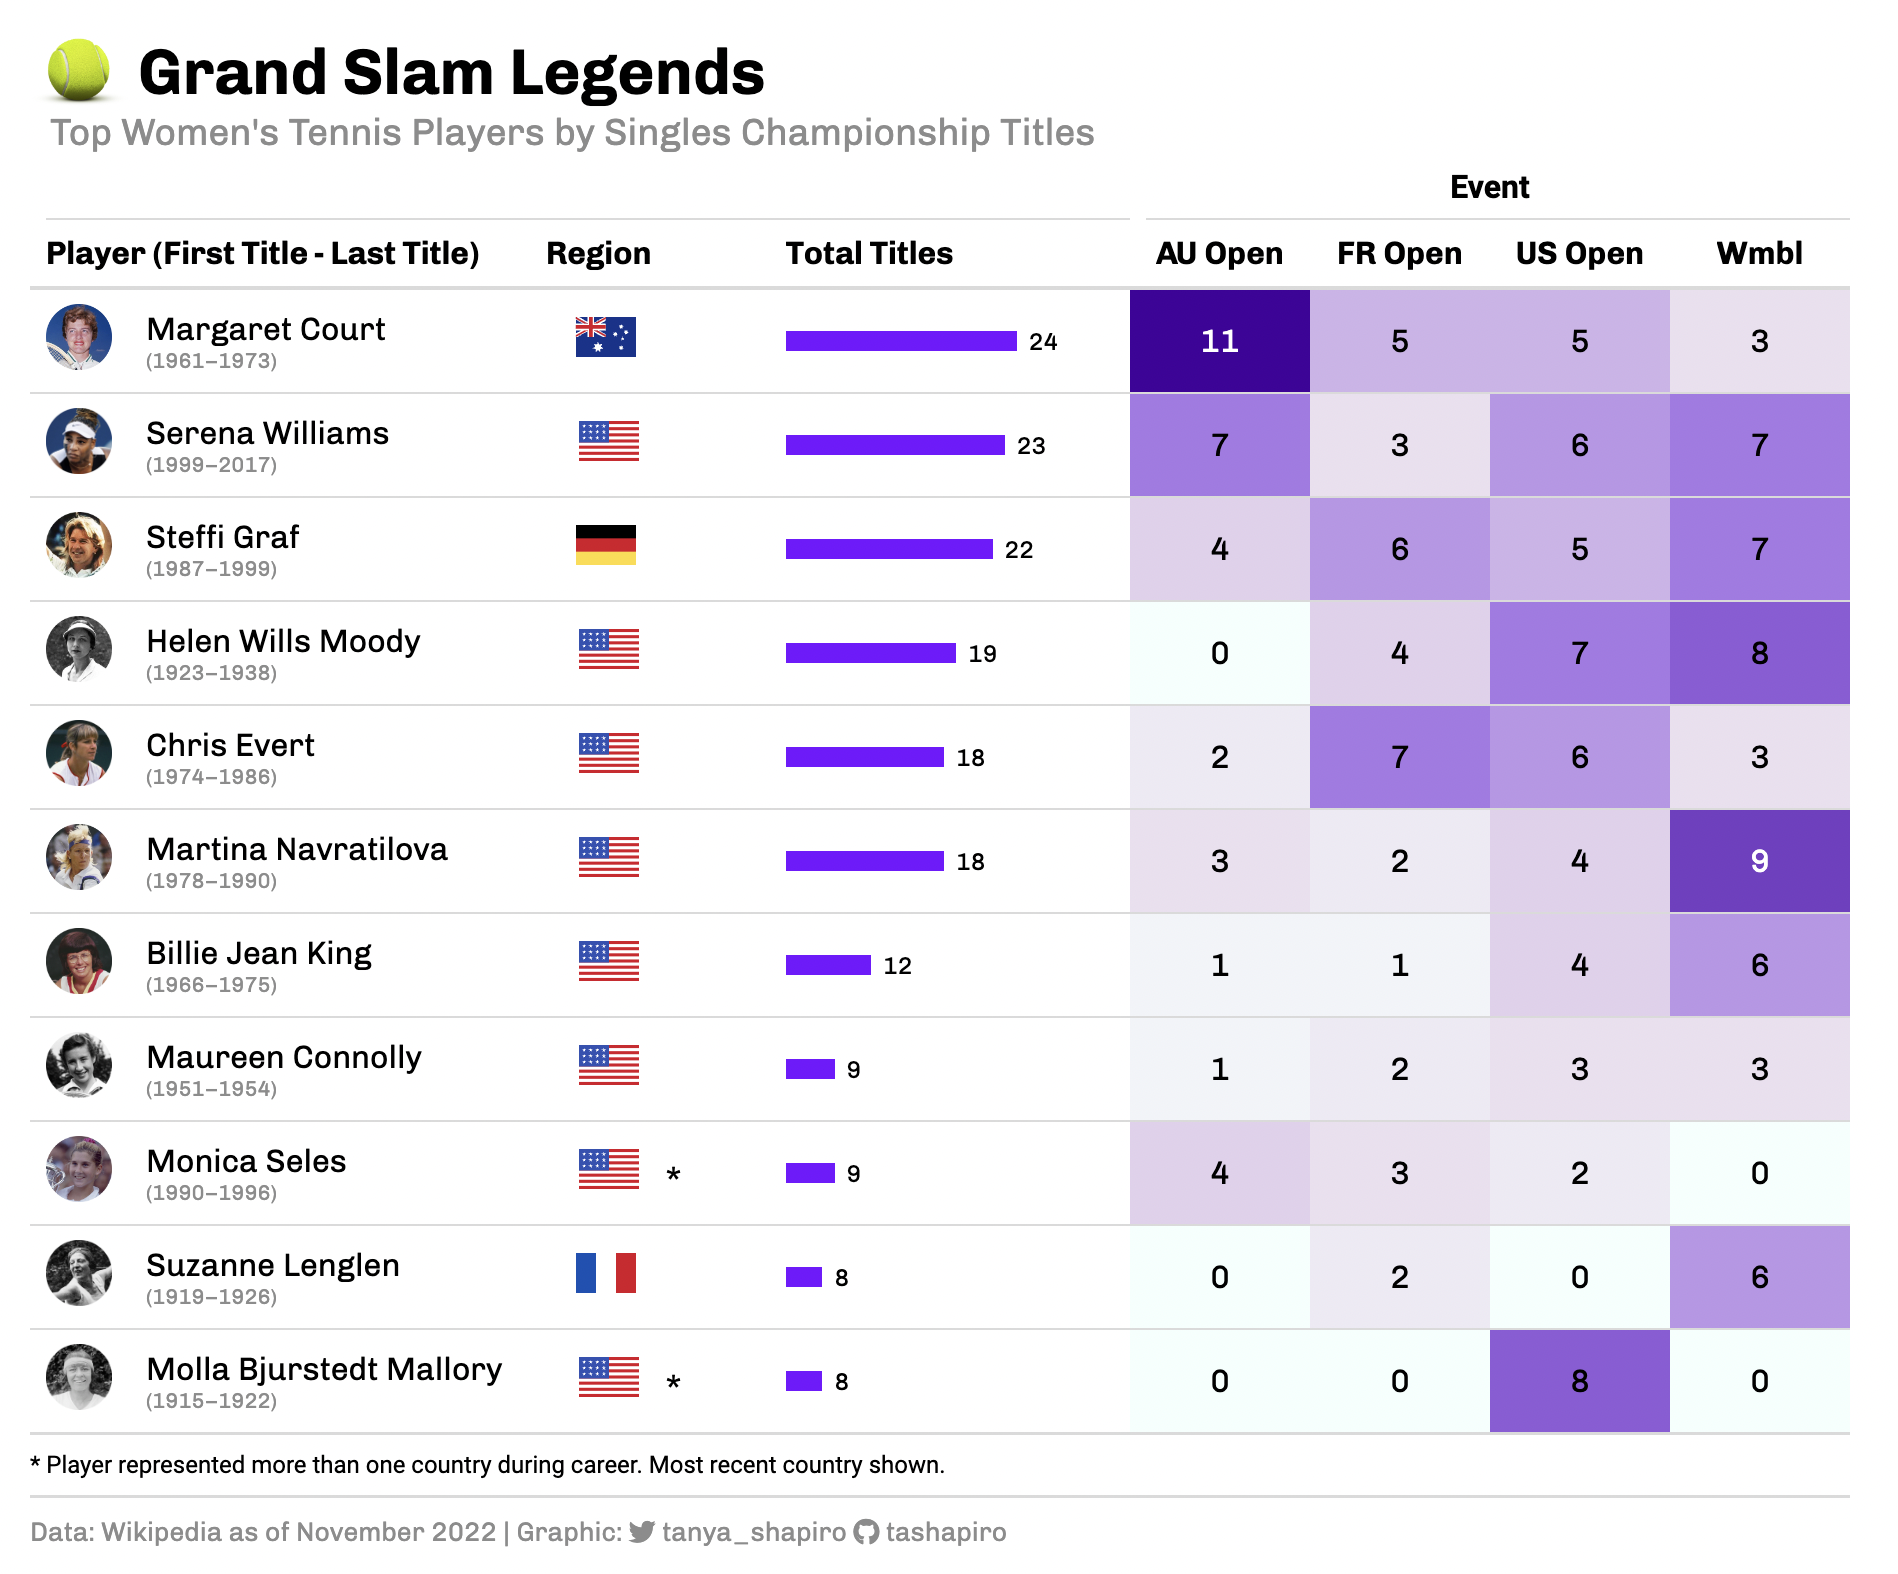 Grand Slam Legends
Top Women's Tennis Players by Singles Championship Titles
Event
Player (First Title - Last Title) Region Total Titles AU Open FR Open US Open Wmbl
Margaret Court 24 11 5 5 3
(1961–1973)
Serena Williams 23 7 3 6 7
(1999–2017)
Steffi Graf 22 4 6 5 7
(1987–1999)
Helen Wills Moody 19 0 4 7 8
(1923–1938)
Chris Evert 18 2 7 6 3
(1974–1986)
Martina Navratilova 18 3 2 4 9
(1978–1990)
Billie Jean King 12 1 1 4 6
(1966–1975)
Maureen Connolly 9 1 2 3 3
(1951–1954)
Monica Seles * 9 4 3 2 0
(1990–1996)
Suzanne Lenglen 8 0 2 0 6
(1919–1926)
Molla Bjurstedt Mallory * 8 0 0 8 0
(1915–1922)
* Player represented more than one country during career. Most recent country shown.
Data: Wikipedia as of November 2022 | Graphic: tanya_shapiro tashapiro